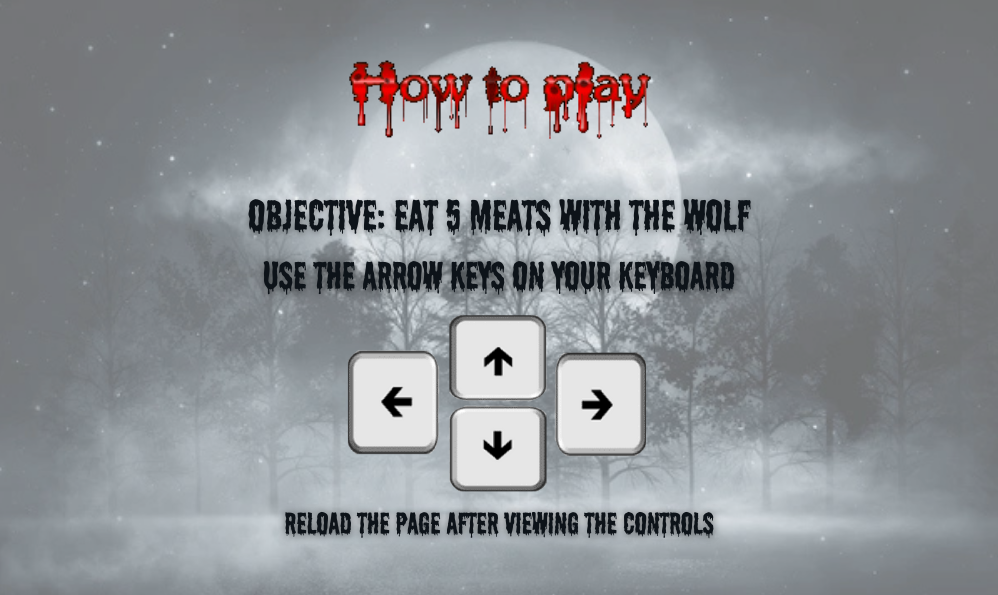 How to play
OBJECTIVE: EAT 5 MEATS WITH THE WOLF
USE THE ARROW KEYS ON YOUR KEYBOARD
↑
← →
↓
RELOAD THE PAGE AFTER VIEWING THE CONTROLS